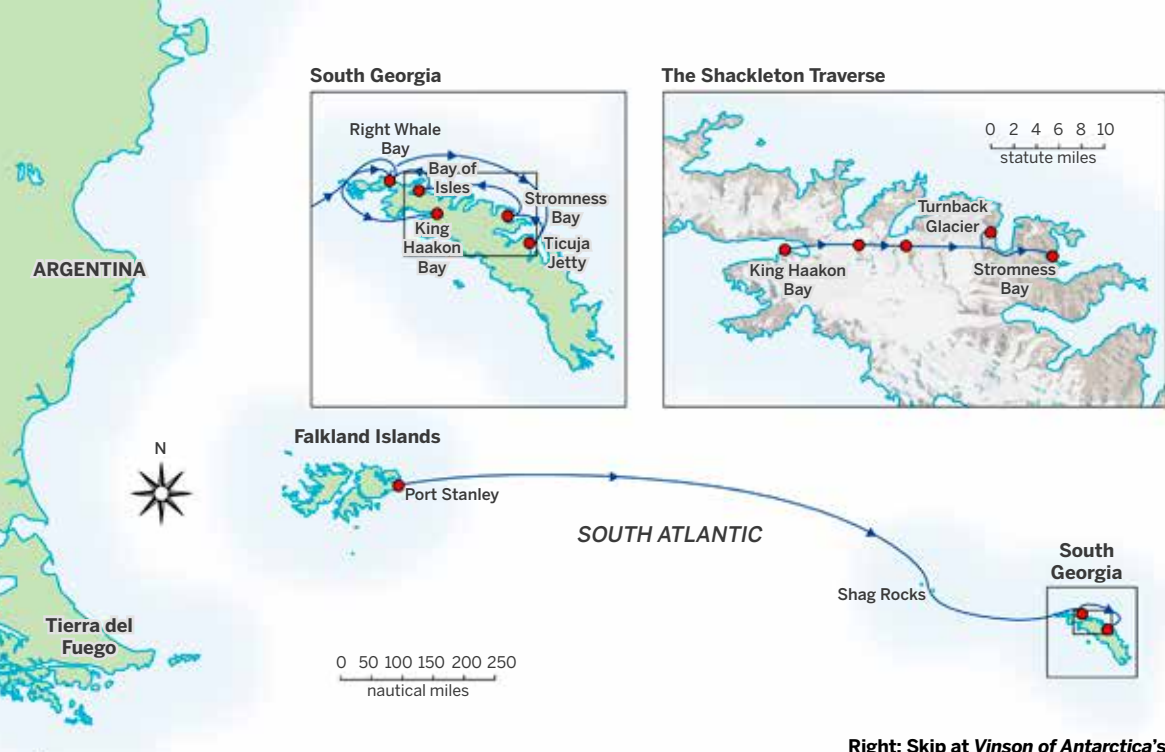 South Georgia
Right Whale
Bay
Bay of
Isles
Stromness
Bay
King
Haakon
Bay
Ticuja
Jetty
The Shackleton Traverse
0 2 4 6 8 10
statute miles
Turnback
Glacier
King Haakon
Bay
Stromness
Bay
ARGENTINA
Falkland Islands
N
Port Stanley
SOUTH ATLANTIC
South
Georgia
Shag Rocks
Tierra del
Fuego
0 50 100 150 200 250
nautical miles
Right: Skip at Vinson of Antarctica's